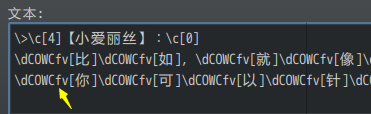 文本:
\>\c[4]【小爱丽丝】：\c[0]
\dCOWCfv[比]\dCOWCfv[如]，\dCOWCfv[就]\dCOWCfv[像]\
\dCOWCfv[你]\dCOWCfv[可]\dCOWCfv[以]\dCOWCfv[针]\dCO